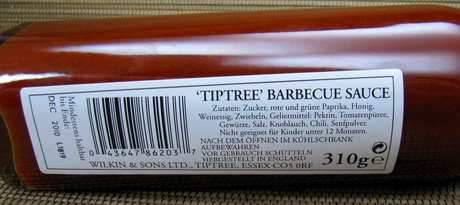 'TIPTREE' BARBECUE SAUCE
Zutaten: Zucker, rote und grüne Paprika, Honig,
Weinessig, Zwiebeln, Geliermittel: Pektin, Tomatenpüree,
Gewürze, Salz, Knoblauch, Chili, Senfpulver.
Nicht geeignet für Kinder unter 12 Monaten.
NACH DEM ÖFFNEN IM KÜHLSCHRANK
AUFBEWAHREN
VOR GEBRAUCH SCHÜTTELN
HERGESTELLT IN ENGLAND
310g e
WILKIN & SONS LTD., TIPTREE, ESSEX CO5 0RF
0 43647 86203 7
Mindestens haltbar
bis Ende:
DEC 2010 L1819